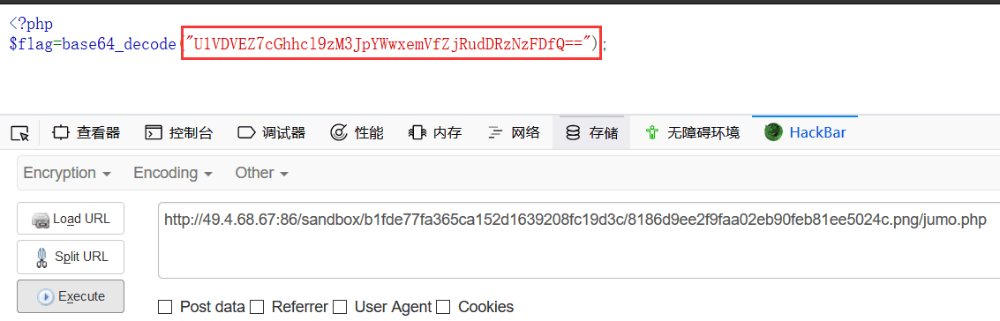 <?php
$flag=base64_decode("U1VDVEZ7cGhhcl9zM3JpYWwxemVfZjRudDRzNzFDfQ==");
查看器 控制台 调试器 性能 内存 网络 存储 无障碍环境 HackBar
Encryption Encoding Other
Load URL
http://49.4.68.67:86/sandbox/b1fde77fa365ca152d1639208fc19d3c/8186d9ee2f9faa02eb90feb81ee5024c.png/jumo.php
Split URL
Execute
Post data Referrer User Agent Cookies